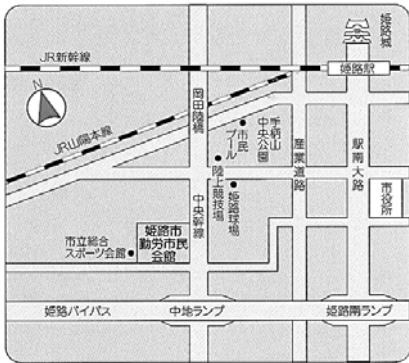 姫路城
JR新幹線
姫路駅
N
JR山陽本線
岡田陸橋
市民
プール
手柄山
中央公園
産業道路
駅南大路
陸上競技場
姫路球場
市役所
中央幹線
姫路市
勤労市民
会館
市立総合
スポーツ会館
姫路バイパス
中地ランプ
姫路南ランプ